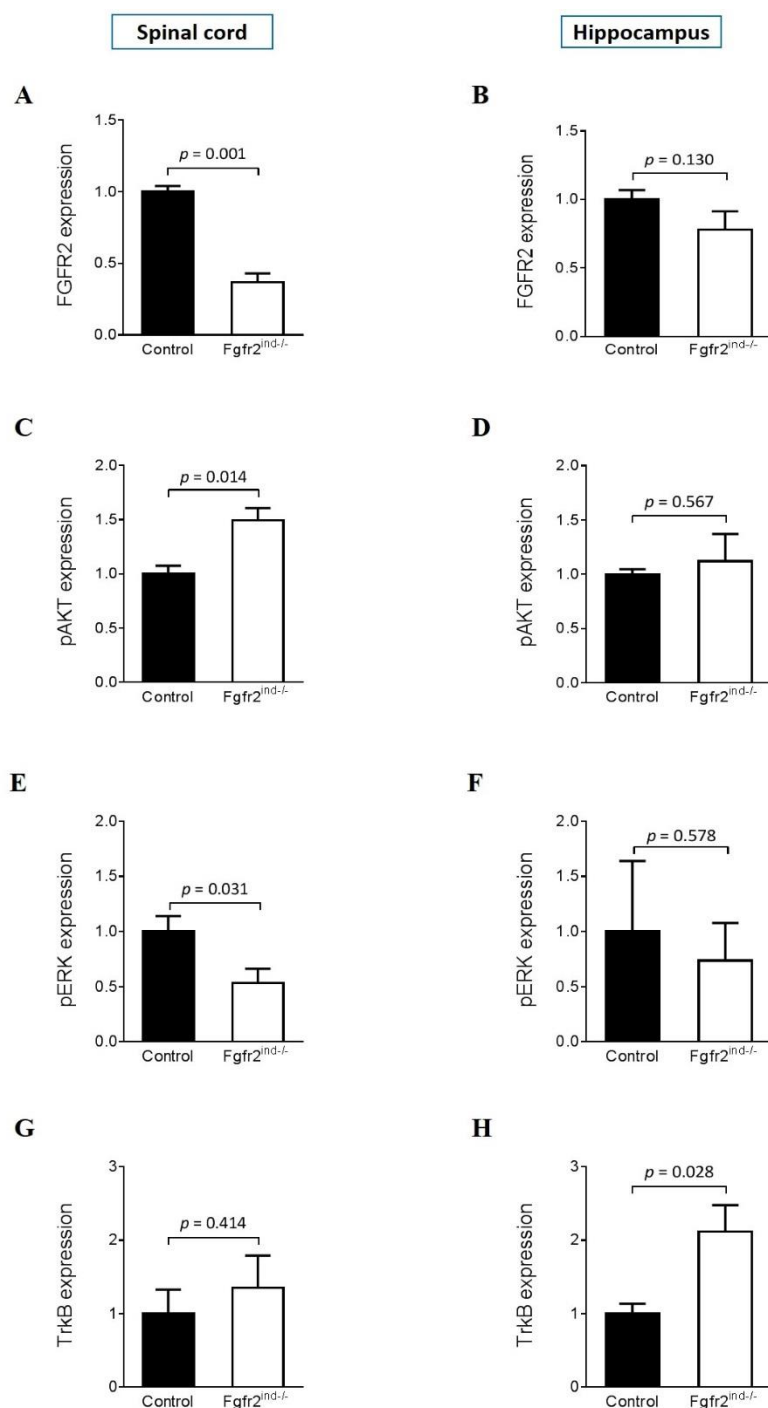 Spinal cord
Hippocampus
A
1.5
1.0
0.5
0.0
FGFR2 expression
p = 0.001
Control
Fgfr2ind-/-
B
1.5
1.0
0.5
0.0
FGFR2 expression
p = 0.130
Control
Fgfr2ind-/-
C
2.0
1.5
1.0
0.5
0.0
pAKT expression
p = 0.014
Control
Fgfr2ind-/-
D
2.0
1.5
1.0
0.5
0.0
pAKT expression
p = 0.567
Control
Fgfr2ind-/-
E
2.0
1.5
1.0
0.5
0.0
pERK expression
p = 0.031
Control
Fgfr2ind-/-
F
2.0
1.5
1.0
0.5
0.0
pERK expression
p = 0.578
Control
Fgfr2ind-/-
G
3
2
1
0
TrkB expression
p = 0.414
Control
Fgfr2ind-/-
H
3
2
1
0
TrkB expression
p = 0.028
Control
Fgfr2ind-/-